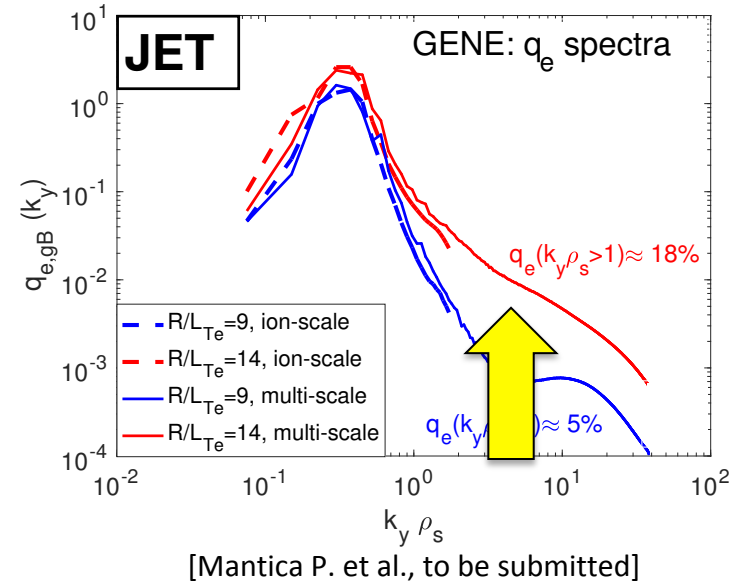 JET
GENE: q_e spectra
10^1
10^0
10^-1
10^-2
10^-3
10^-4
q_e,gB (k_y)
q_e(k_yρ_s>1)≈ 18%
R/L_Te=9, ion-scale
R/L_Te=14, ion-scale
R/L_Te=9, multi-scale
R/L_Te=14, multi-scale
q_e(k_y )≈ 5%
10^-2 10^-1 10^0 10^1 10^2
k_y ρ_s
[Mantica P. et al., to be submitted]